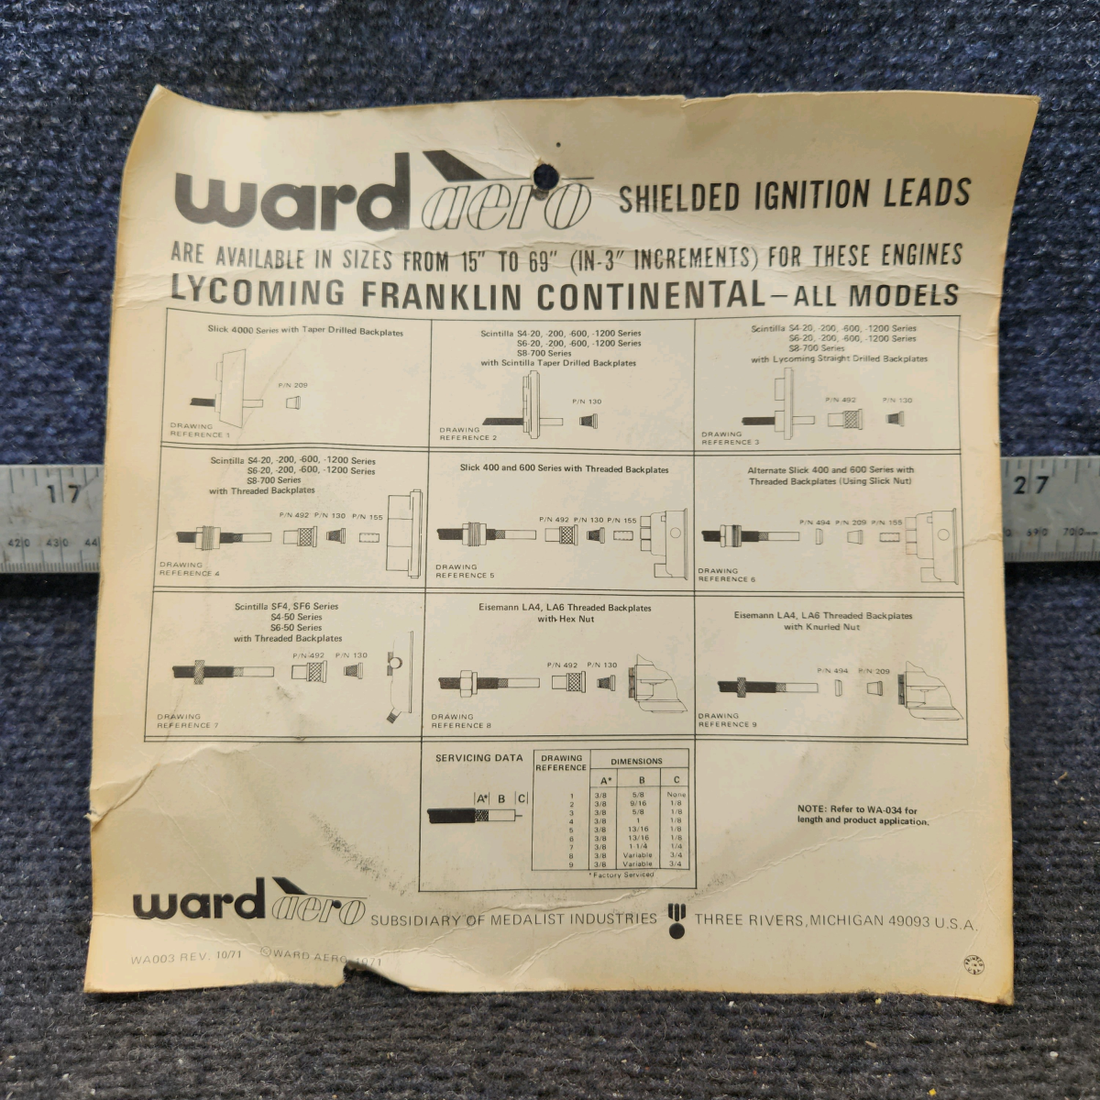 ward aero SHIELDED IGNITION LEADS
ARE AVAILABLE IN SIZES FROM 15" TO 69" (IN-3" INCREMENTS) FOR THESE ENGINES
LYCOMING FRANKLIN CONTINENTAL—ALL MODELS
Slick 4000 Series with Taper Drilled Backplates
P/N 209
DRAWING
REFERENCE 1
Scintilla S4-20, -200, -600, -1200 Series
S6-20, -200, -600, -1200 Series
S8-700 Series
with Scintilla Taper Drilled Backplates
P/N 130
DRAWING
REFERENCE 2
Scintilla S4-20, -200, -600, -1200 Series
S6-20, -200, -600, -1200 Series
S8-700 Series
with Lycoming Straight Drilled Backplates
P/N 492 P/N 130
DRAWING
REFERENCE 3
Scintilla S4-20, -200, -600, -1200 Series
S6-20, -200, -600, -1200 Series
S8-700 Series
with Threaded Backplates
P/N 492 P/N 130 P/N 155
DRAWING
REFERENCE 4
Slick 400 and 600 Series with Threaded Backplates
P/N 492 P/N 130 P/N 155
DRAWING
REFERENCE 5
Alternate Slick 400 and 600 Series with
Threaded Backplates (Using Slick Nut)
P/N 494 P/N 209 P/N 155
DRAWING
REFERENCE 6
Scintilla SF4, SF6 Series
S4-50 Series
S6-50 Series
with Threaded Backplates
P/N 492 P/N 130
DRAWING
REFERENCE 7
Eisemann LA4, LA6 Threaded Backplates
with Hex Nut
P/N 492 P/N 130
DRAWING
REFERENCE 8
Eisemann LA4, LA6 Threaded Backplates
with Knurled Nut
P/N 494 P/N 209
DRAWING
REFERENCE 9
SERVICING DATA
A* B C
DRAWING REFERENCE DIMENSIONS
A* B C
1 3/8 5/8 None
2 3/8 9/16 1/8
3 3/8 5/8 1/8
4 3/8 1 1/8
5 3/8 13/16 1/8
6 3/8 13/16 1/8
7 3/8 1-1/4 1/4
8 3/8 Variable 3/4
9 3/8 Variable 3/4
*Factory Serviced
NOTE: Refer to WA-034 for
length and product application.
ward aero SUBSIDIARY OF MEDALIST INDUSTRIES THREE RIVERS, MICHIGAN 49093 U.S.A.
WA003 REV. 10/71 ©WARD AERO 1971
17
27
420 430 440
690 700